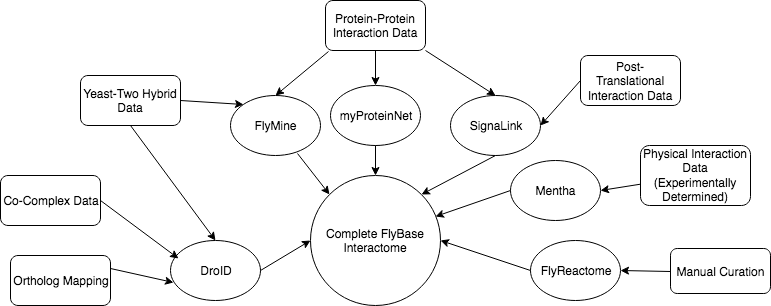 Protein-Protein
Interaction Data
Post-
Translational
Interaction Data
Yeast-Two Hybrid
Data
FlyMine
myProteinNet
SignaLink
Physical Interaction
Data
(Experimentally
Determined)
Mentha
Co-Complex Data
Complete FlyBase
Interactome
DroID
FlyReactome
Manual Curation
Ortholog Mapping